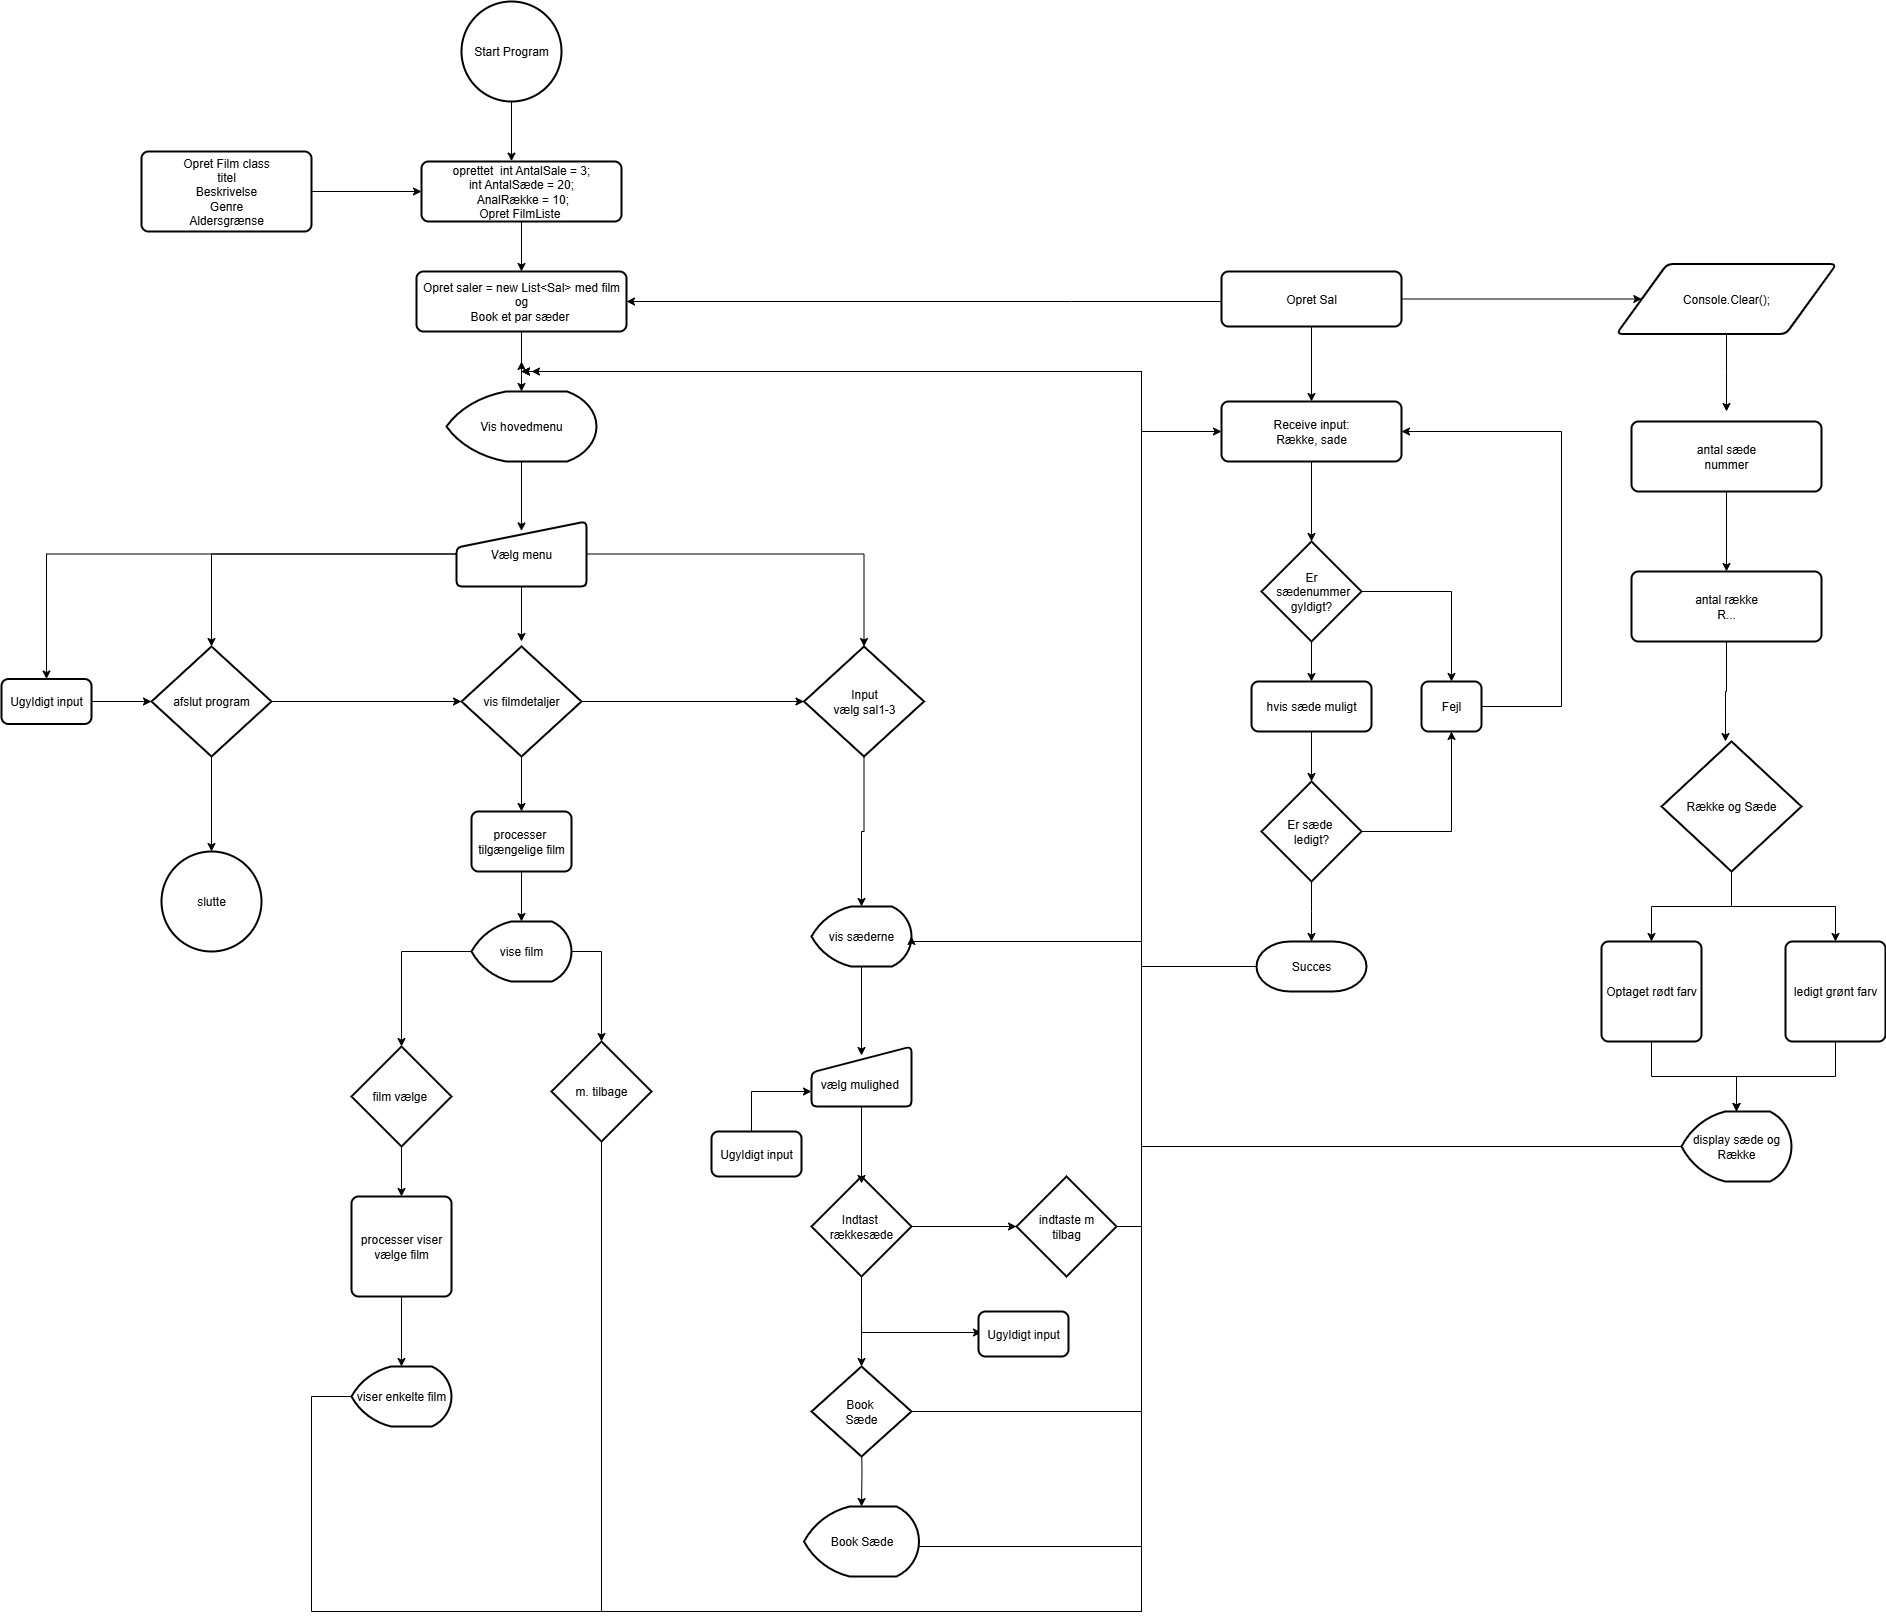 Start Program
Opret Film class
titel
Beskrivelse
Genre
Aldersgrænse
oprettet  int AntalSale = 3;
int AntalSæde = 20;
AnalRække = 10;
Opret FilmListe
Opret saler = new List<Sal> med film
og
Book et par sæder
Opret Sal
Console.Clear();
Vis hovedmenu
Receive input:
Række, sade
antal sæde
nummer
Vælg menu
Er
sædenummer
gyldigt?
antal række
R...
Ugyldigt input
afslut program
vis filmdetaljer
Input
vælg sal1-3
hvis sæde muligt
Fejl
Række og Sæde
processer
tilgængelige film
Er sæde
ledigt?
slutte
vise film
vis sæderne
Succes
Optaget rødt farv
ledigt grønt farv
film vælge
m. tilbage
vælg mulighed
Ugyldigt input
display sæde og
Række
processer viser
vælge film
Indtast
rækkesæde
indtaste m
tilbag
Ugyldigt input
viser enkelte film
Book
Sæde
Book Sæde